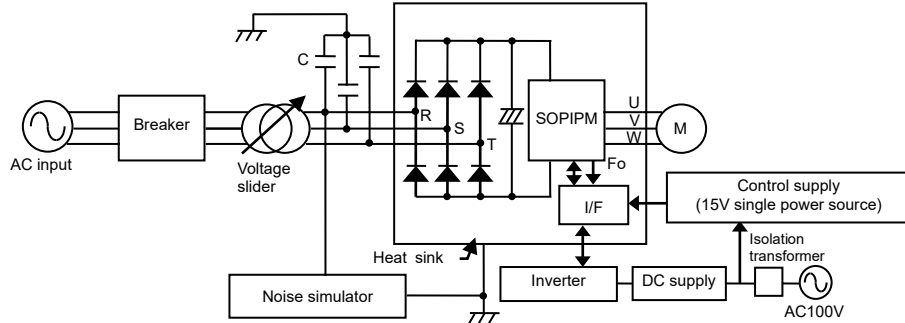 C
AC input
Breaker
Voltage
slider
R
S
T
SOPIPM
U
V
W
M
Fo
I/F
Control supply
(15V single power source)
Heat sink
Isolation
transformer
Noise simulator
Inverter
DC supply
AC100V